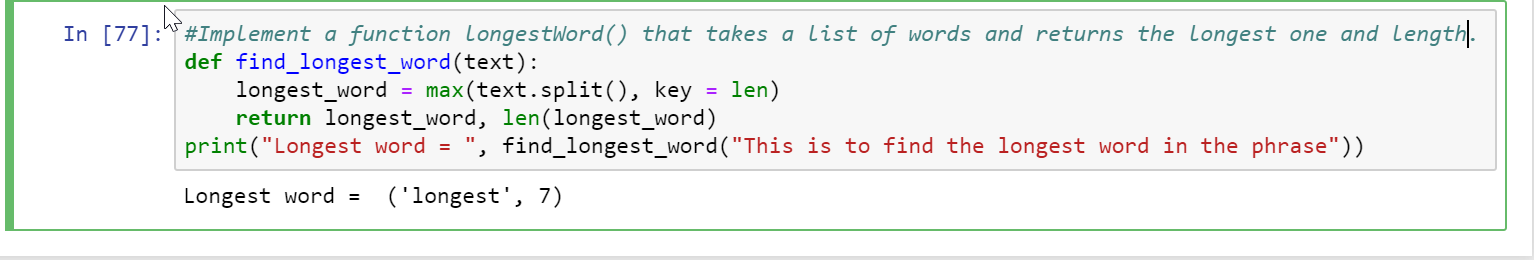 In [77]: #Implement a function longestWord() that takes a list of words and returns the longest one and length.
def find_longest_word(text):
    longest_word = max(text.split(), key = len)
    return longest_word, len(longest_word)
print("Longest word = ", find_longest_word("This is to find the longest word in the phrase"))
Longest word =  ('longest', 7)